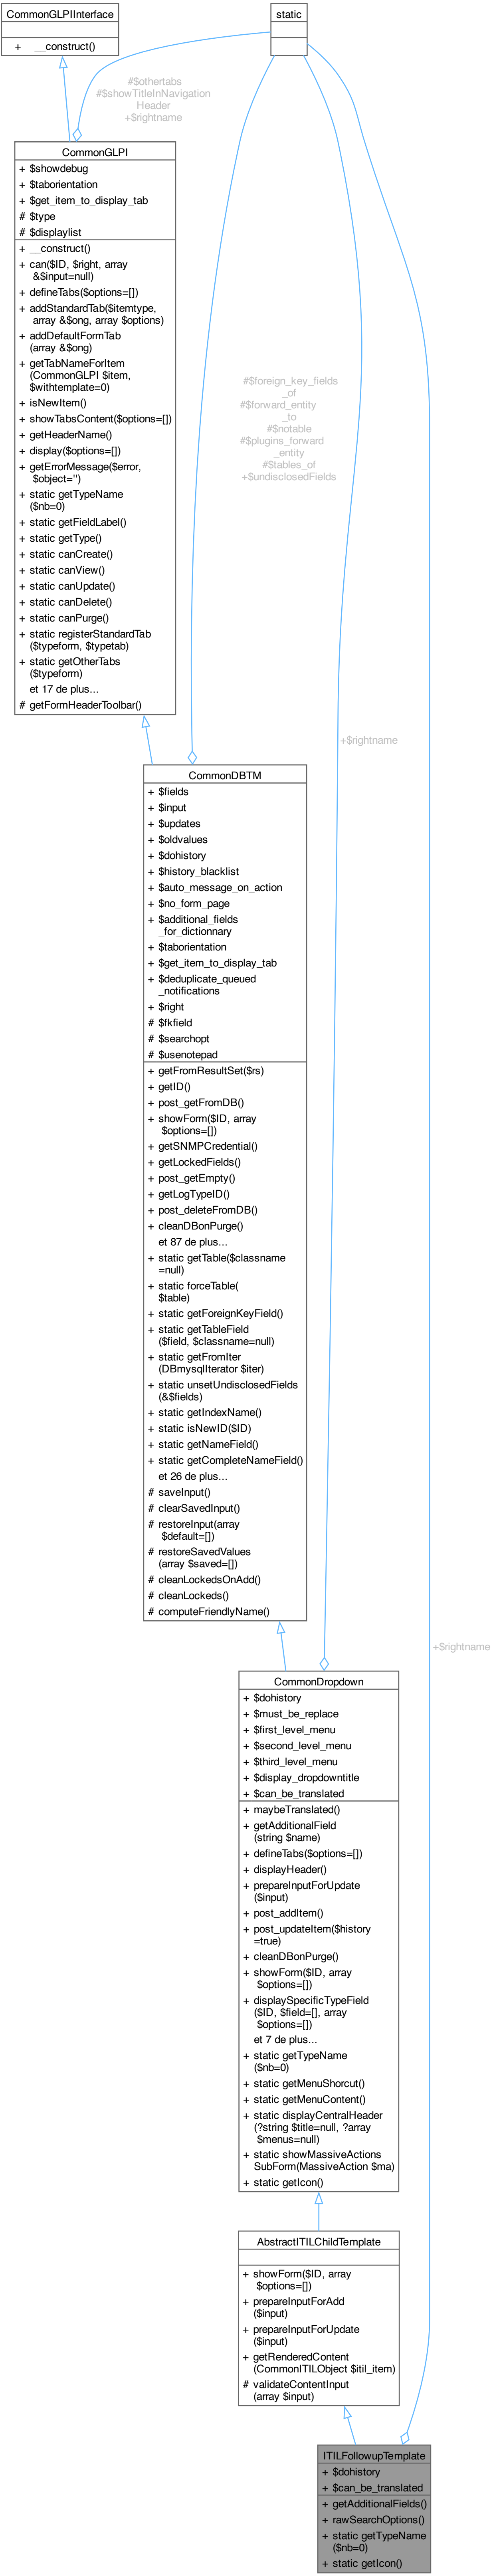 CommonGLPIInterface
+ __construct()
static
#$othertabs
#$showTitleInNavigation
Header
+$rightname
CommonGLPI
+ $showdebug
+ $taborientation
+ $get_item_to_display_tab
# $type
# $displaylist
+ __construct()
+ can($ID, $right, array
&$input=null)
+ defineTabs($options=[])
+ addStandardTab($itemtype,
array &$ong, array $options)
+ addDefaultFormTab
(array &$ong)
+ getTabNameForItem
(CommonGLPI $item,
$withtemplate=0)
+ isNewItem()
+ showTabsContent($options=[])
+ getHeaderName()
+ display($options=[])
+ getErrorMessage($error,
$object='')
+ static getTypeName
($nb=0)
+ static getFieldLabel()
+ static getType()
+ static canCreate()
+ static canView()
+ static canUpdate()
+ static canDelete()
+ static canPurge()
+ static registerStandardTab
($typeform, $typetab)
+ static getOtherTabs
($typeform)
et 17 de plus...
# getFormHeaderToolbar()
#$foreign_key_fields
_of
#$forward_entity
_to
#$notable
#$plugins_forward
_entity
#$tables_of
+$undisclosedFields
+$rightname
CommonDBTM
+ $fields
+ $input
+ $updates
+ $oldvalues
+ $dohistory
+ $history_blacklist
+ $auto_message_on_action
+ $no_form_page
+ $additional_fields
_for_dictionnary
+ $taborientation
+ $get_item_to_display_tab
+ $deduplicate_queued
_notifications
+ $right
# $fkfield
# $searchopt
# $usenotepad
+ getFromResultSet($rs)
+ getID()
+ post_getFromDB()
+ showForm($ID, array
$options=[])
+ getSNMPCredential()
+ getLockedFields()
+ post_getEmpty()
+ getLogTypeID()
+ post_deleteFromDB()
+ cleanDBonPurge()
et 87 de plus...
+ static getTable($classname
=null)
+ static forceTable(
$table)
+ static getForeignKeyField()
+ static getTableField
($field, $classname=null)
+ static getFromIter
(DBmysqlIterator $iter)
+ static unsetUndisclosedFields
(&$fields)
+ static getIndexName()
+ static isNewID($ID)
+ static getNameField()
+ static getCompleteNameField()
et 26 de plus...
# saveInput()
# clearSavedInput()
# restoreInput(array
$default=[])
# restoreSavedValues
(array $saved=[])
# cleanLockedsOnAdd()
# cleanLockeds()
# computeFriendlyName()
+$rightname
CommonDropdown
+ $dohistory
+ $must_be_replace
+ $first_level_menu
+ $second_level_menu
+ $third_level_menu
+ $display_dropdowntitle
+ $can_be_translated
+ maybeTranslated()
+ getAdditionalField
(string $name)
+ defineTabs($options=[])
+ displayHeader()
+ prepareInputForUpdate
($input)
+ post_addItem()
+ post_updateItem($history
=true)
+ cleanDBonPurge()
+ showForm($ID, array
$options=[])
+ displaySpecificTypeField
($ID, $field=[], array
$options=[])
et 7 de plus...
+ static getTypeName
($nb=0)
+ static getMenuShorcut()
+ static getMenuContent()
+ static displayCentralHeader
(?string $title=null, ?array
$menus=null)
+ static showMassiveActions
SubForm(MassiveAction $ma)
+ static getIcon()
AbstractITILChildTemplate
+ showForm($ID, array
$options=[])
+ prepareInputForAdd
($input)
+ prepareInputForUpdate
($input)
+ getRenderedContent
(CommonITILObject $itil_item)
# validateContentInput
(array $input)
ITILFollowupTemplate
+ $dohistory
+ $can_be_translated
+ getAdditionalFields()
+ rawSearchOptions()
+ static getTypeName
($nb=0)
+ static getIcon()